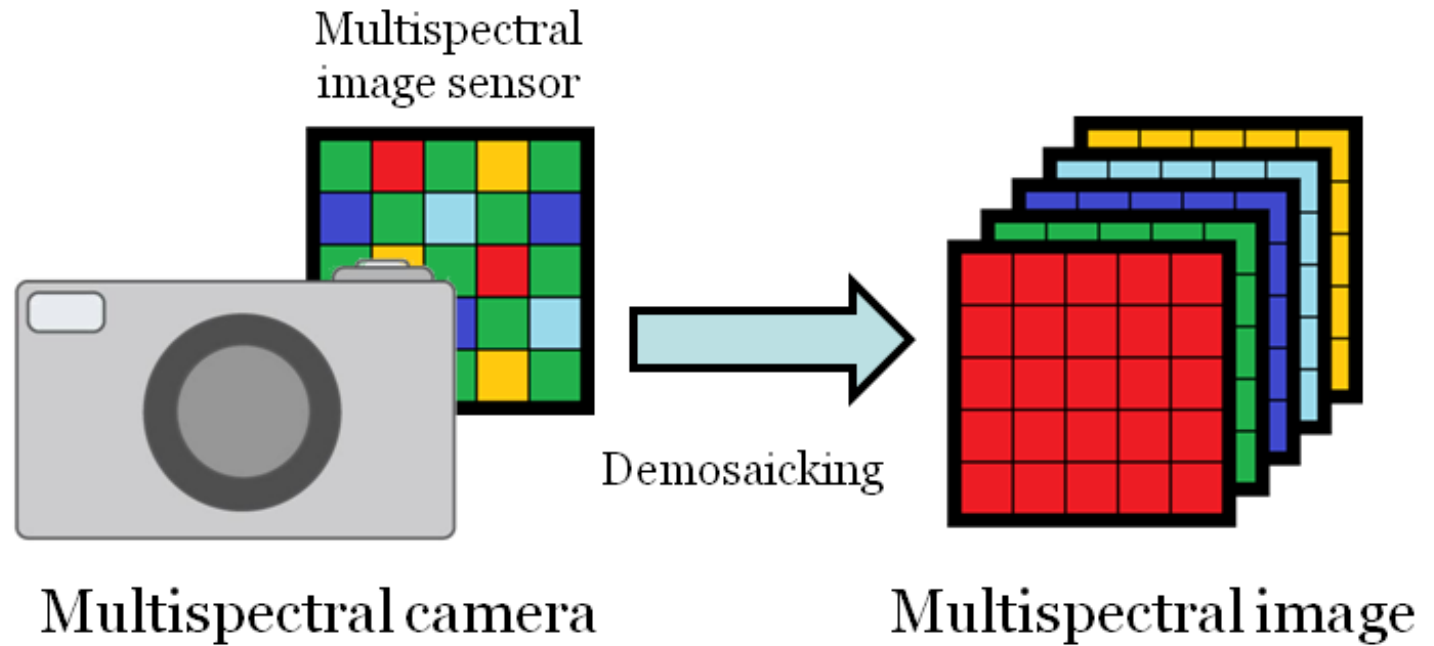 Multispectral
image sensor
Demosaicking
Multispectral camera
Multispectral image